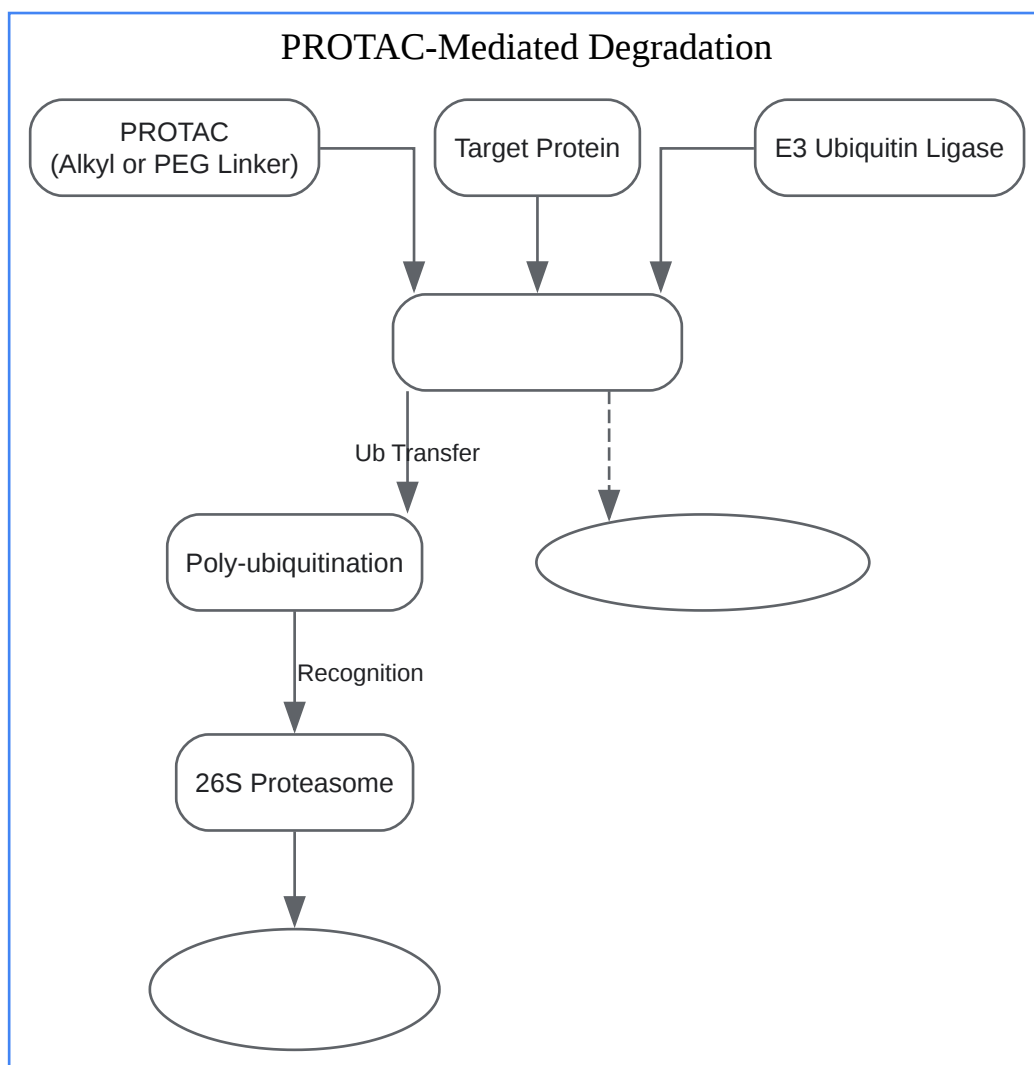 PROTAC-Mediated Degradation
PROTAC
(Alkyl or PEG Linker)
Target Protein
E3 Ubiquitin Ligase
Ub Transfer
Poly-ubiquitination
Recognition
26S Proteasome